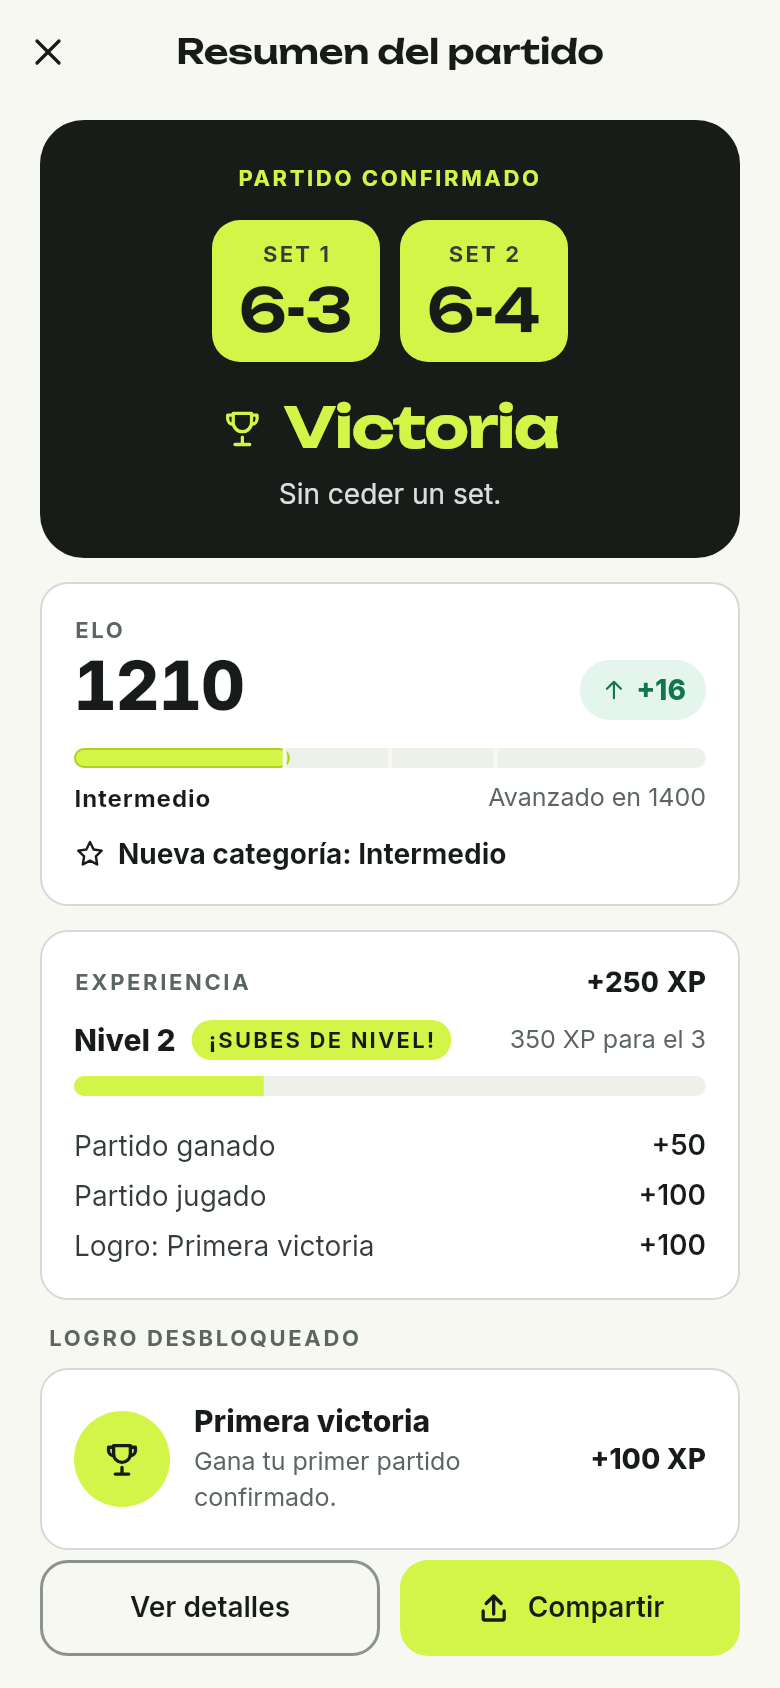 Resumen del partido
PARTIDO CONFIRMADO
SET 1
6-3
SET 2
6-4
Victoria
Sin ceder un set.
ELO
1210
+16
Intermedio
Avanzado en 1400
Nueva categoría: Intermedio
EXPERIENCIA
+250 XP
Nivel 2
¡SUBES DE NIVEL!
350 XP para el 3
Partido ganado
+50
Partido jugado
+100
Logro: Primera victoria
+100
LOGRO DESBLOQUEADO
Primera victoria
Gana tu primer partido
confirmado.
+100 XP
Ver detalles
Compartir